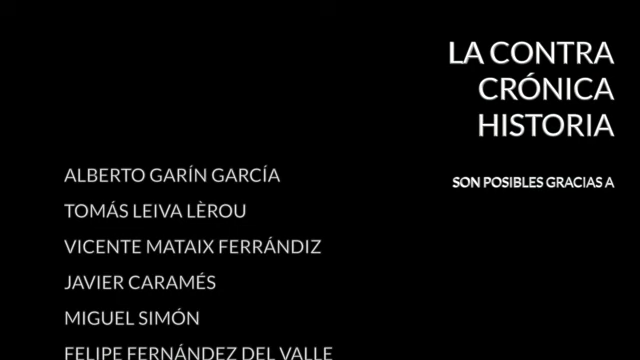 LA CONTRA
CRÓNICA
HISTORIA
SON POSIBLES GRACIAS A
ALBERTO GARÍN GARCÍA
TOMÁS LEIVA LÈROU
VICENTE MATAIX FERRÁNDIZ
JAVIER CARAMÉS
MIGUEL SIMÓN
FELIPE FERNÁNDEZ DEL VALLE